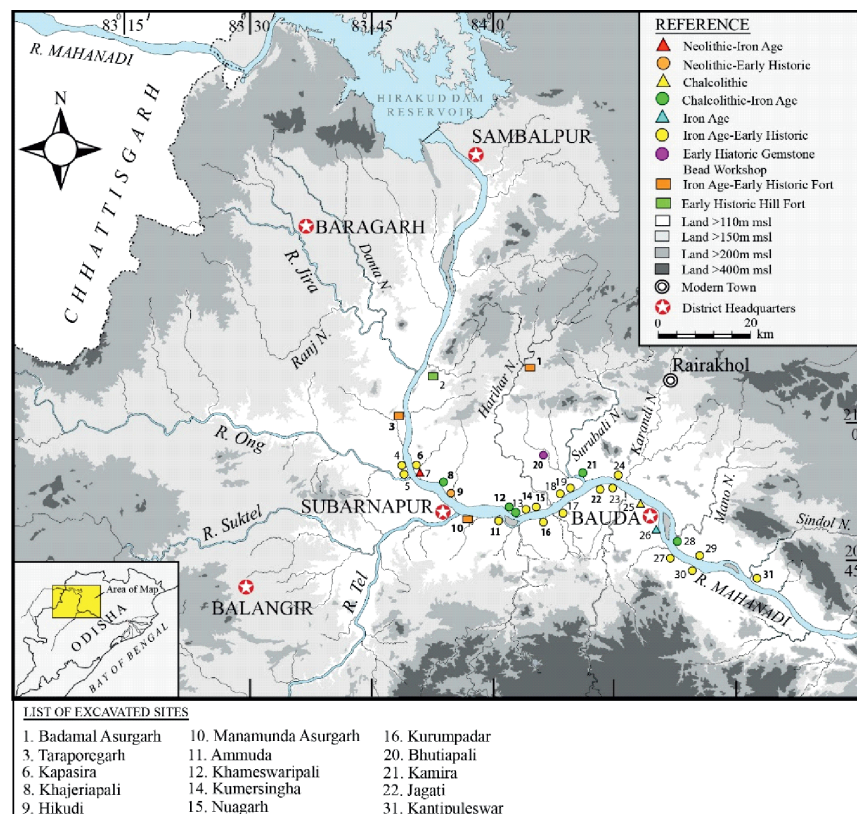 83°15
83°30
83°45
84°0
R. MAHANADI
N
CHHATTISGARH
HIRAKUD DAM
RESERVOIR
SAMBALPUR
BARAGARH
R. Jira
Danta N.
Ranj N.
Harihar N.
Rairakhol
Surubali N.
Karandi N.
R. Ong
SUBARNAPUR
R. Suktel
R. Tel
BALANGIR
BAUDA
Mano N.
Sindol N.
R. MAHANADI
21
0
20
45
1
2
3
4
5
6
7
8
9
10
11
12
13
14
15
16
17
18
19
20
21
22
23
24
25
26
27
28
29
30
31
REFERENCE
Neolithic-Iron Age
Neolithic-Early Historic
Chalcolithic
Chalcolithic-Iron Age
Iron Age
Iron Age-Early Historic
Early Hiatoric Gemstone
Bead Workshop
Iron Age-Early Historic Fort
Early Historic Hill Fort
Land >110m msl
Land >150m msl
Land >200m msl
Land >400m msl
Modern Town
District Headquarters
0 20
km
Area of Map
ODISHA
BAY OF BENGAL
LIST OF EXCAVATED SITES
1. Badamal Asurgarh
3. Taraporegarh
6. Kapasira
8. Khajeriapali
9. Hikudi
10. Manamunda Asurgarh
11. Ammuda
12. Khameswaripali
14. Kumersingha
15. Nuagarh
16. Kurumpadar
20. Bhutiapali
21. Kamira
22. Jagati
31. Kantipuleswar